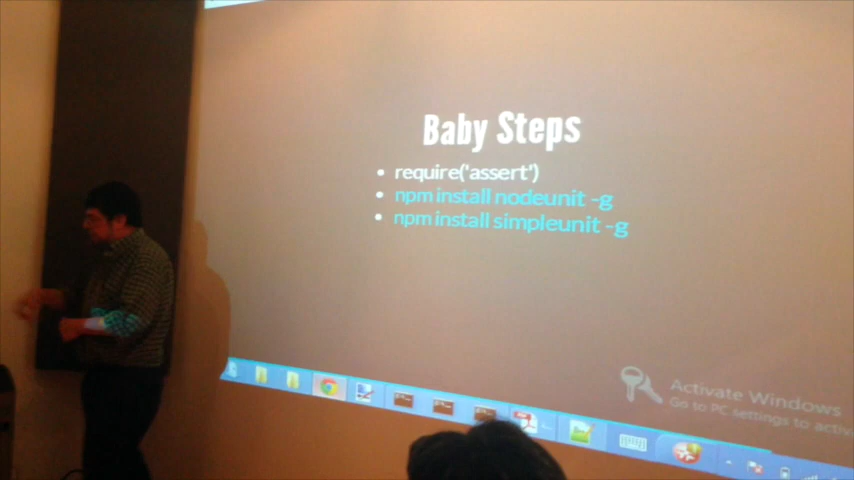 Baby Steps
require('assert')
npm install nodeunit -g
npm install simpleunit -g
Activate Windows
Go to PC settings to activ